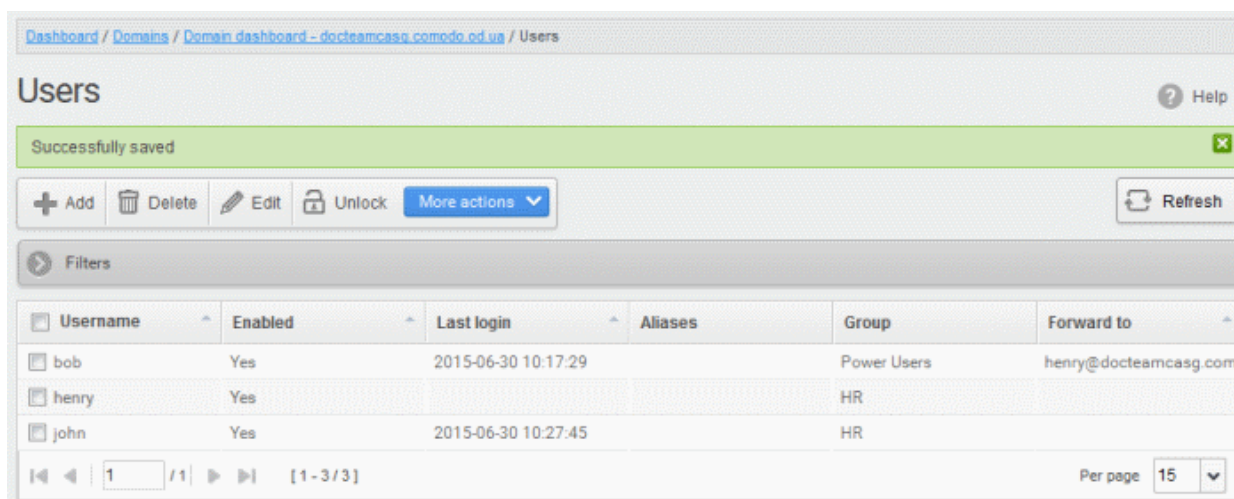 Dashboard / Domains / Domain dashboard - docteamcasg.comodo.od.ua / Users
Users
Help
Successfully saved
Add Delete Edit Unlock More actions Refresh
Filters
Username Enabled Last login Aliases Group Forward to
bob Yes 2015-06-30 10:17:29 Power Users henry@docteamcasg.com
henry Yes HR
john Yes 2015-06-30 10:27:45 HR
1 / 1 [ 1 - 3 / 3 ] Per page 15